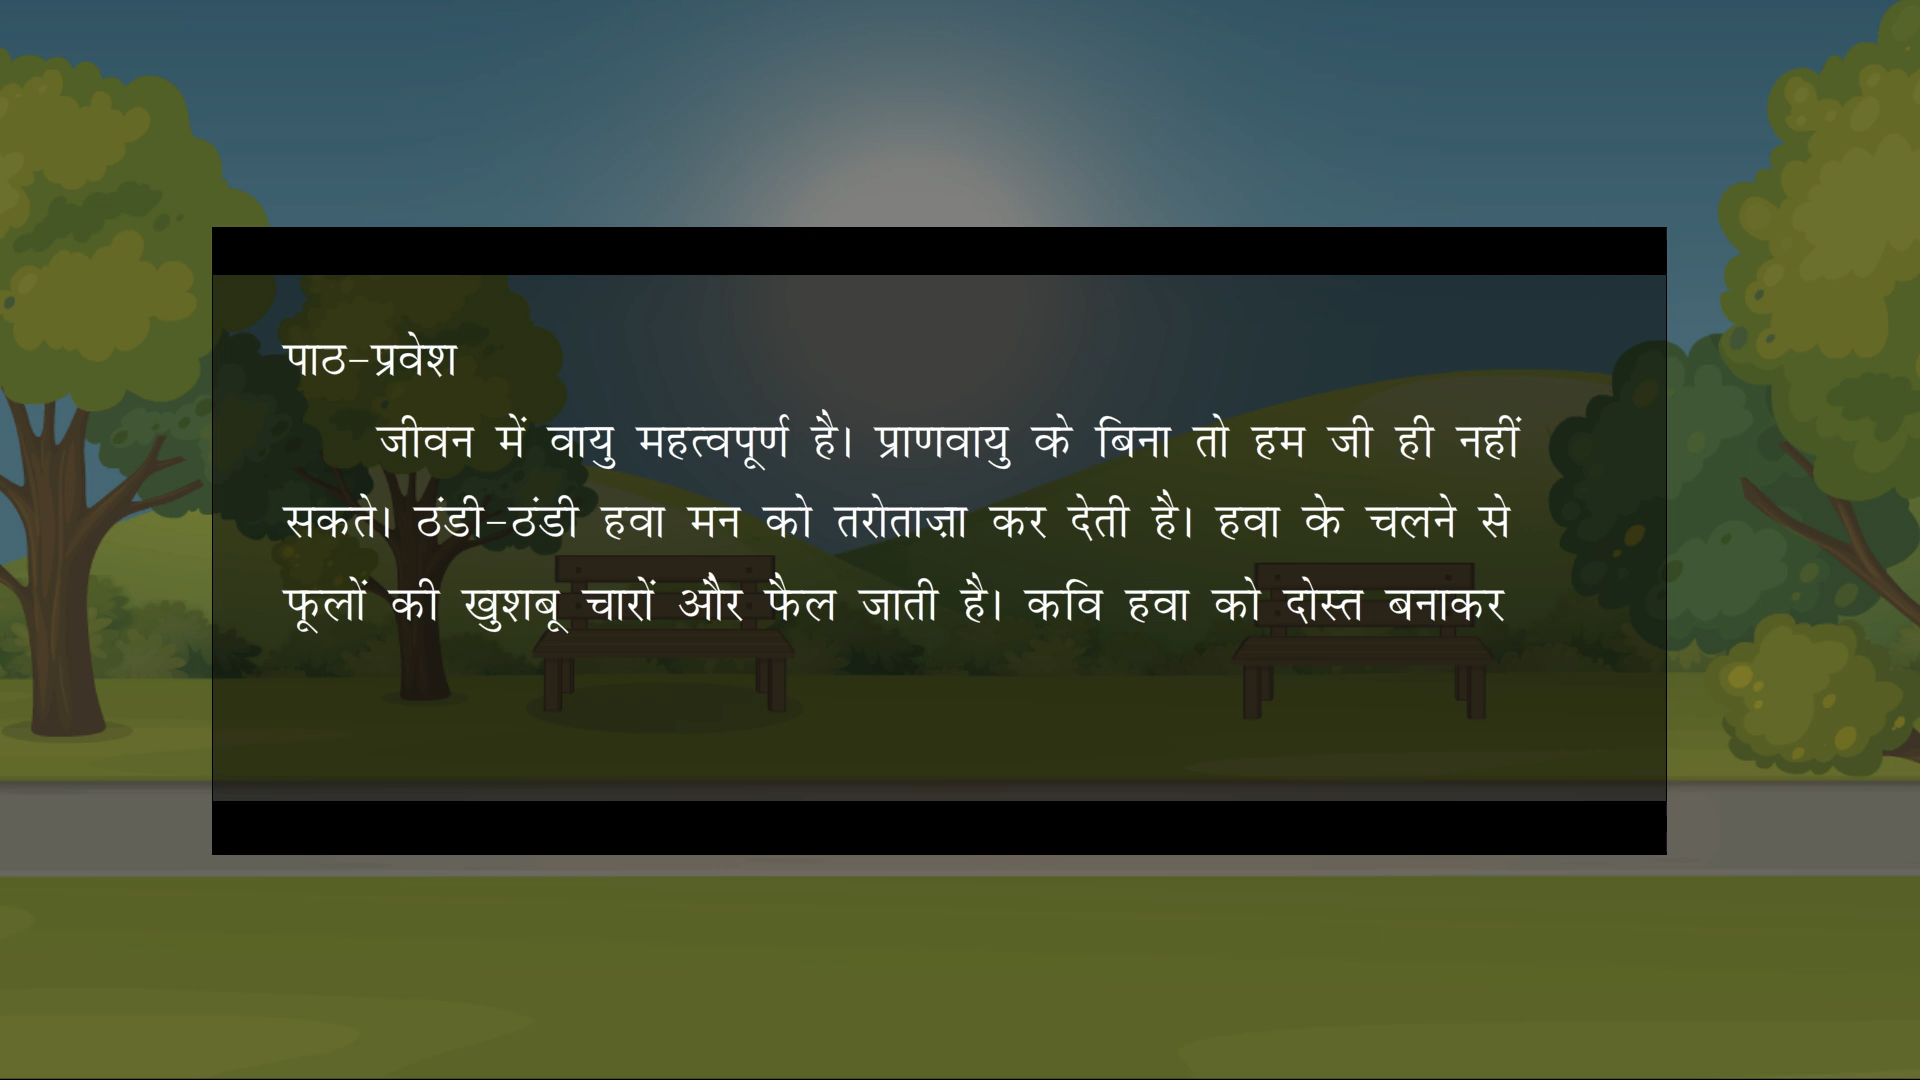 पाठ-प्रवेश
जीवन में वायु महत्वपूर्ण है। प्राणवायु के बिना तो हम जी ही नहीं
सकते। ठंडी-ठंडी हवा मन को तरोताज़ा कर देती है। हवा के चलने से
फूलों की खुशबू चारों और फैल जाती है। कवि हवा को दोस्त बनाकर